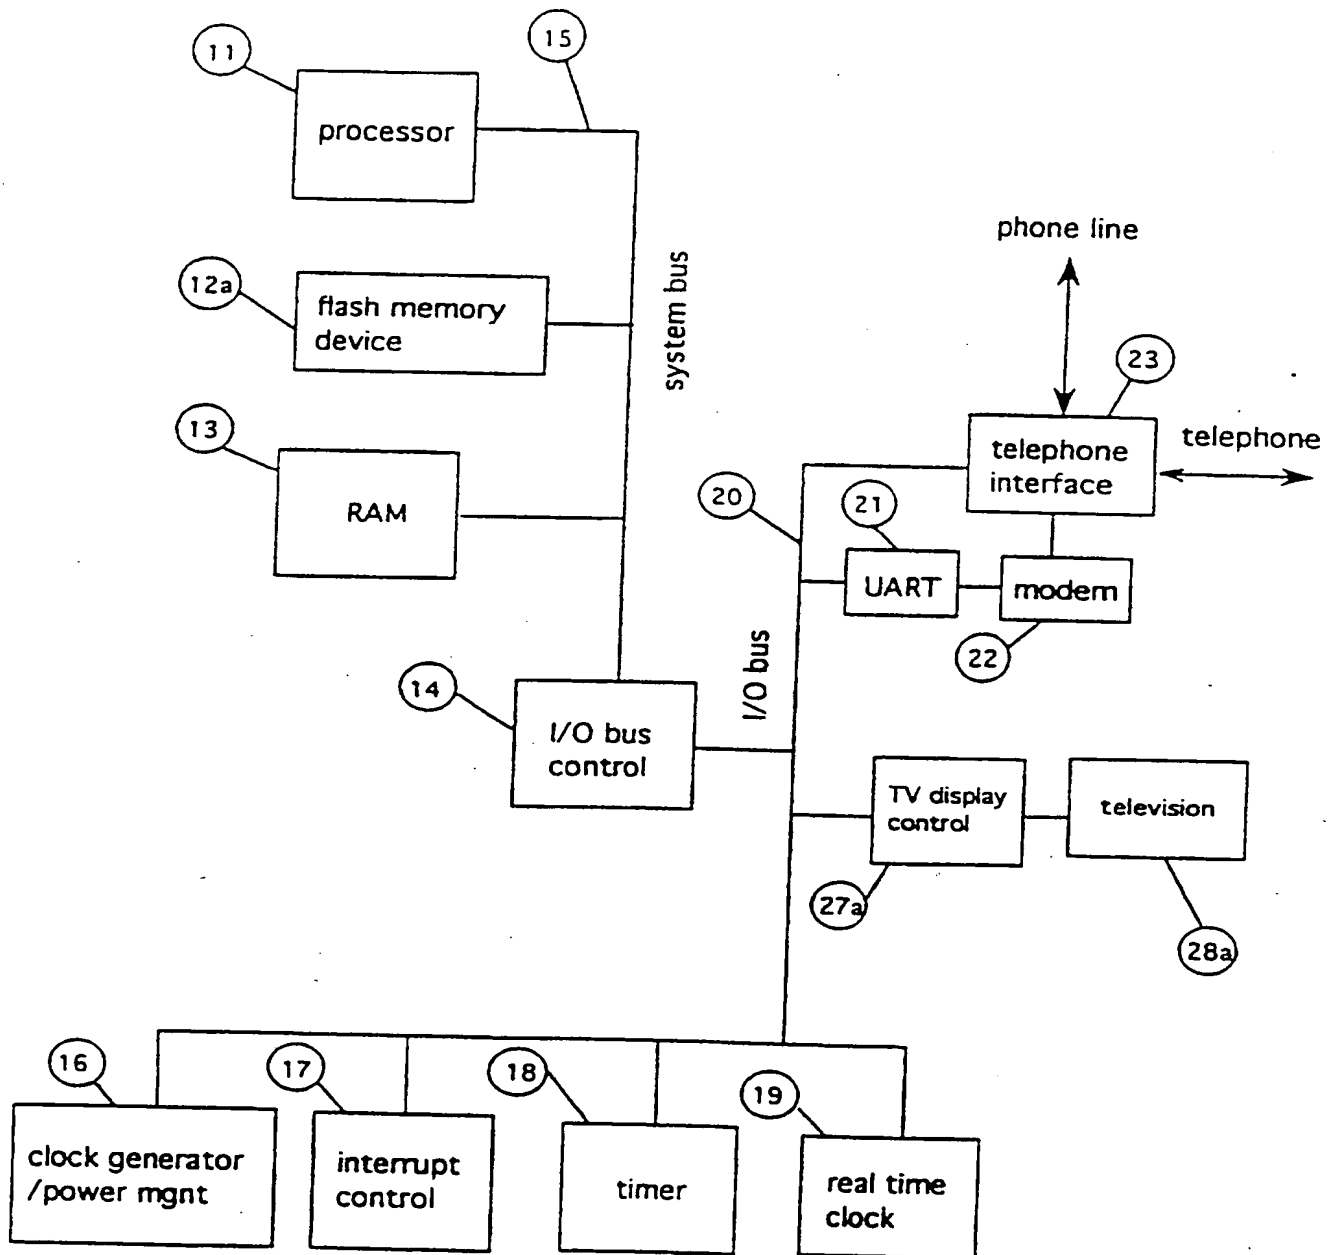 11
15
processor
phone line
12a
flash memory
device
system bus
23
13
telephone
interface
telephone
RAM
20
21
UART
modem
22
I/O bus
14
I/O bus
control
TV display
control
television
27a
28a
16
17
18
19
clock generator
/power mgnt
interrupt
control
timer
real time
clock